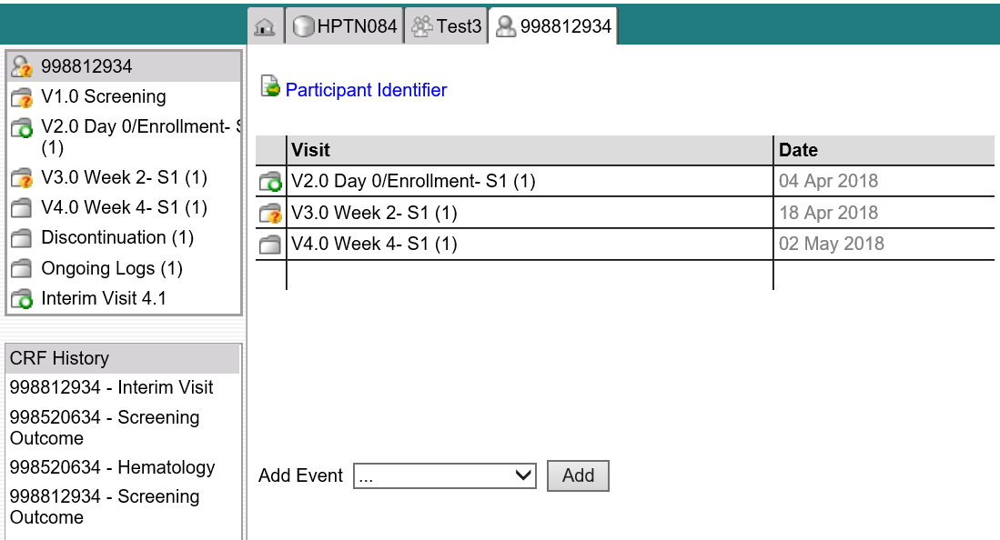 HPTN084 Test3 998812934
998812934
V1.0 Screening
V2.0 Day 0/Enrollment- S
(1)
V3.0 Week 2- S1 (1)
V4.0 Week 4- S1 (1)
Discontinuation (1)
Ongoing Logs (1)
Interim Visit 4.1
CRF History
998812934 - Interim Visit
998520634 - Screening
Outcome
998520634 - Hematology
998812934 - Screening
Outcome
Participant Identifier
Visit Date
V2.0 Day 0/Enrollment- S1 (1) 04 Apr 2018
V3.0 Week 2- S1 (1) 18 Apr 2018
V4.0 Week 4- S1 (1) 02 May 2018
Add Event ... Add